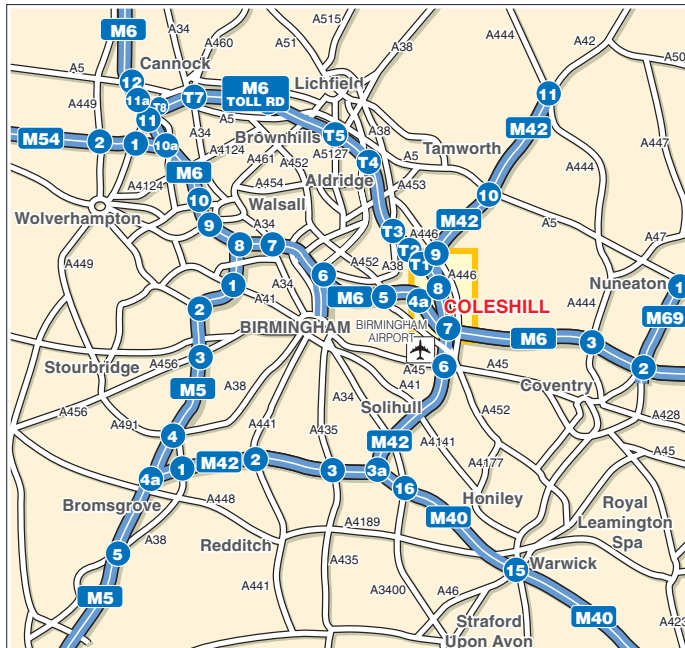 M6
A34
A460
A51
A515
A38
A444
A42
A50
Cannock
A5
12
A449
11a
T8
T7
M6
TOLL RD
Lichfield
11
11
M42
M54
2
1
10a
A34
A5
Brownhills
T5
A38
A447
A4124
A461
A452
A5127
T4
Tamworth
A5
M6
Aldridge
A453
A4124
A454
10
Walsall
10
A5
Wolverhampton
9
A34
T3
M42
A446
A47
8
7
T2
9
A449
A452
A38
T1
A446
6
Nuneaton
1
A34
M6
5
8
1
A41
4a
COLESHILL
A444
2
M69
BIRMINGHAM
BIRMINGHAM
AIRPORT
7
M6
3
Stourbridge
A456
3
6
A45
A45
2
M5
A38
A41
Coventry
A34
Solihull
A452
A456
A491
A441
A435
A428
4
M42
A4141
A45
1
M42
2
3
3a
A4177
4a
16
Bromsgrove
A448
Honiley
Royal
Leamington
Spa
M40
A4189
A38
Redditch
5
A435
15
Warwick
M5
A441
A3400
A46
Straford
Upon Avon
M40
A423